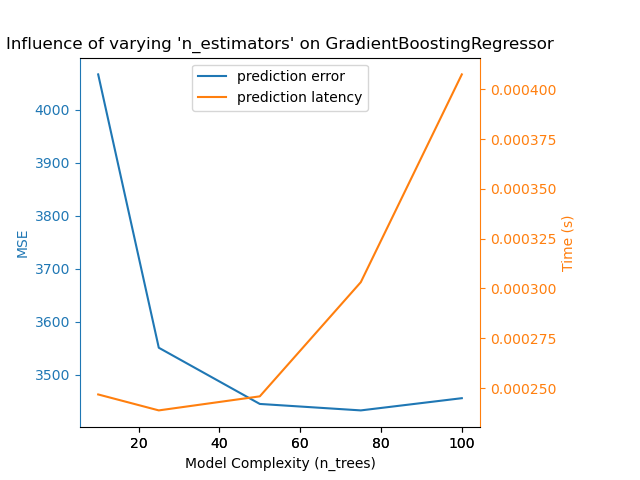 Influence of varying 'n_estimators' on GradientBoostingRegressor
prediction error
prediction latency
MSE
4000
3900
3800
3700
3600
3500
0.000400
0.000375
0.000350
0.000325
0.000300
0.000275
0.000250
Time (s)
20 40 60 80 100
Model Complexity (n_trees)